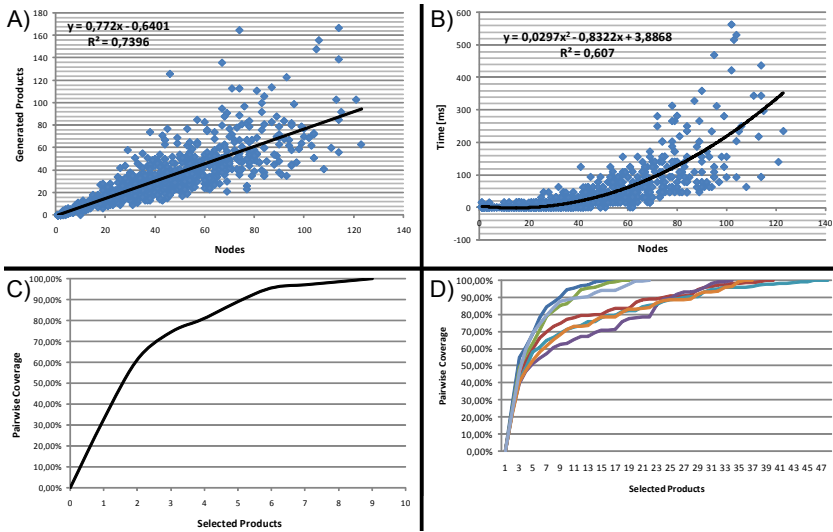 A)
y = 0,772x - 0,6401
R² = 0,7396
Generated Products
180
160
140
120
100
80
60
40
20
0
0 20 40 60 80 100 120 140
Nodes
B)
y = 0,0297x² - 0,8322x + 3,8868
R² = 0,607
Time [ms]
600
500
400
300
200
100
0
-100
0 20 40 60 80 100 120 140
Nodes
C)
Pairwise Coverage
100,00%
90,00%
80,00%
70,00%
60,00%
50,00%
40,00%
30,00%
20,00%
10,00%
0,00%
0 1 2 3 4 5 6 7 8 9 10
Selected Products
D)
Pairwise Coverage
100,00%
90,00%
80,00%
70,00%
60,00%
50,00%
40,00%
30,00%
20,00%
10,00%
0,00%
1 3 5 7 9 11 13 15 17 19 21 23 25 27 29 31 33 35 37 39 41 43 45 47
Selected Products